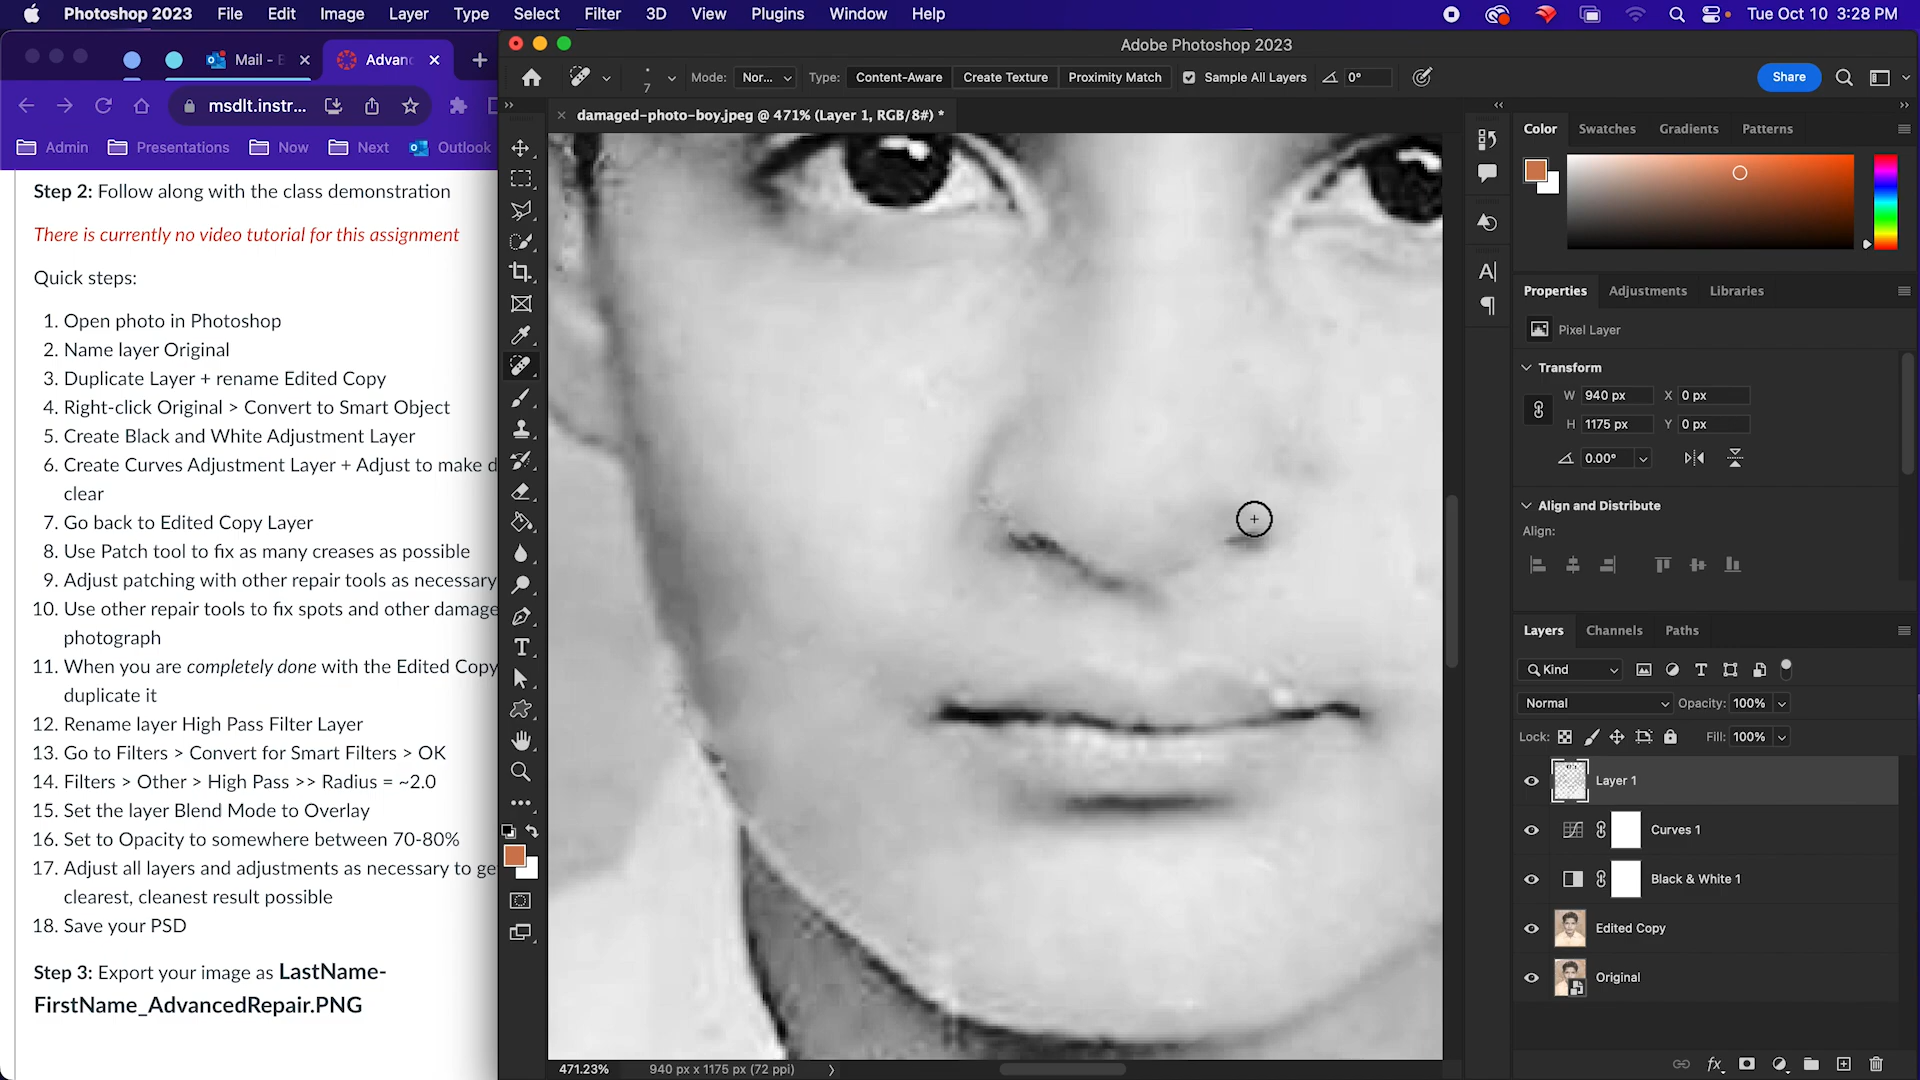 Photoshop 2023 File Edit Image Layer Type Select Filter 3D View Plugins Window Help Tue Oct 10 3:28 PM
Mail - Advan
Adobe Photoshop 2023
7 Mode: Nor... Type: Content-Aware Create Texture Proximity Match Sample All Layers 0° Share
msdlt.instr...
damaged-photo-boy.jpeg @ 471% (Layer 1, RGB/8#) *
Admin Presentations Now Next Outlook
Step 2: Follow along with the class demonstration
There is currently no video tutorial for this assignment
Quick steps:
1. Open photo in Photoshop
2. Name layer Original
3. Duplicate Layer + rename Edited Copy
4. Right-click Original > Convert to Smart Object
5. Create Black and White Adjustment Layer
6. Create Curves Adjustment Layer + Adjust to make d
clear
7. Go back to Edited Copy Layer
8. Use Patch tool to fix as many creases as possible
9. Adjust patching with other repair tools as necessary
10. Use other repair tools to fix spots and other damage
photograph
11. When you are completely done with the Edited Copy
duplicate it
12. Rename layer High Pass Filter Layer
13. Go to Filters > Convert for Smart Filters > OK
14. Filters > Other > High Pass >> Radius = ~2.0
15. Set the layer Blend Mode to Overlay
16. Set to Opacity to somewhere between 70-80%
17. Adjust all layers and adjustments as necessary to ge
clearest, cleanest result possible
18. Save your PSD
Step 3: Export your image as LastName-
FirstName_AdvancedRepair.PNG
471.23% 940 px x 1175 px (72 ppi)
Color Swatches Gradients Patterns
Properties Adjustments Libraries
Pixel Layer
Transform
W 940 px X 0 px
H 1175 px Y 0 px
0.00°
Align and Distribute
Align:
Layers Channels Paths
Kind
Normal Opacity: 100%
Lock: Fill: 100%
Layer 1
Curves 1
Black & White 1
Edited Copy
Original